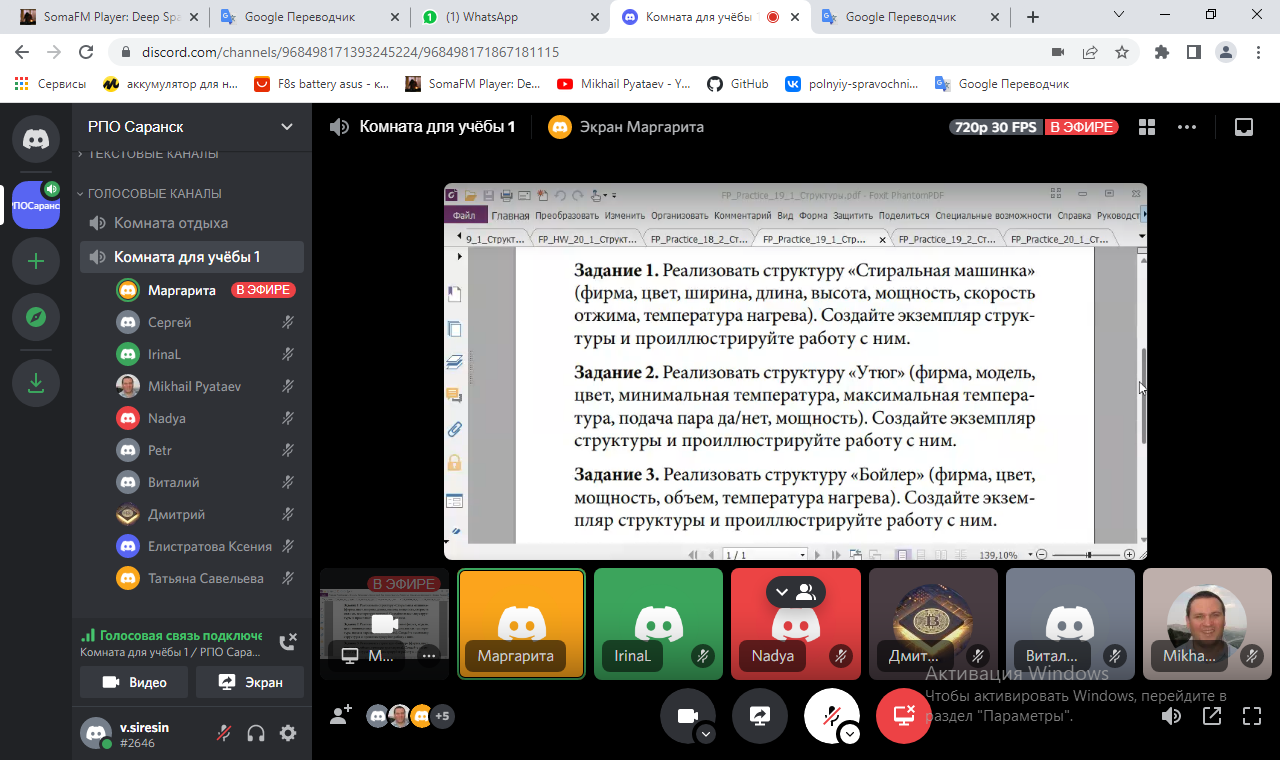 SomaFM Player: Deep Spa
Google Переводчик
(1) WhatsApp
Комната для учёбы 1
Google Переводчик
discord.com/channels/968498171393245224/968498171867181115
Сервисы
аккумулятор для н...
F8s battery asus - к...
SomaFM Player: De...
Mikhail Pyataev - Y...
GitHub
polnyiy-spravochni...
Google Переводчик
РПО Саранск
Комната для учёбы 1
Экран Маргарита
720p 30 FPS
В ЭФИРЕ
ТЕКСТОВЫЕ КАНАЛЫ
ГОЛОСОВЫЕ КАНАЛЫ
РПОСаранс
Комната отдыха
Комната для учёбы 1
Маргарита
В ЭФИРЕ
Сергей
IrinaL
Mikhail Pyataev
Nadya
Petr
Виталий
Дмитрий
Елистратова Ксения
Татьяна Савельева
FP_Practice_19_1_Структуры.pdf - Foxit PhantomPDF
Файл Главная Преобразовать Изменить Организовать Комментарий Вид Форма Защитить Поделиться Специальные возможности Справка Руководст
9_1_Структ...
FP_HW_20_1_Структ...
FP_Practice_18_2_Ст...
FP_Practice_19_1_Стр...
FP_Practice_19_2_Ст...
FP_Practice_20_1_Ст...
Задание 1. Реализовать структуру «Стиральная машинка»
(фирма, цвет, ширина, длина, высота, мощность, скорость
отжима, температура нагрева). Создайте экземпляр струк-
туры и проиллюстрируйте работу с ним.
Задание 2. Реализовать структуру «Утюг» (фирма, модель,
цвет, минимальная температура, максимальная темпера-
тура, подача пара да/нет, мощность). Создайте экземпляр
структуры и проиллюстрируйте работу с ним.
Задание 3. Реализовать структуру «Бойлер» (фирма, цвет,
мощность, объем, температура нагрева). Создайте экзем-
пляр структуры и проиллюстрируйте работу с ним.
1 / 1
139,10%
В ЭФИРЕ
М...
Маргарита
IrinaL
Nadya
Дмит...
Витал...
Mikha...
Голосовая связь подключе
Комната для учёбы 1 / РПО Сара...
Видео
Экран
v.siresin
#2646
+5
Активация Windows
Чтобы активировать Windows, перейдите в
раздел "Параметры".